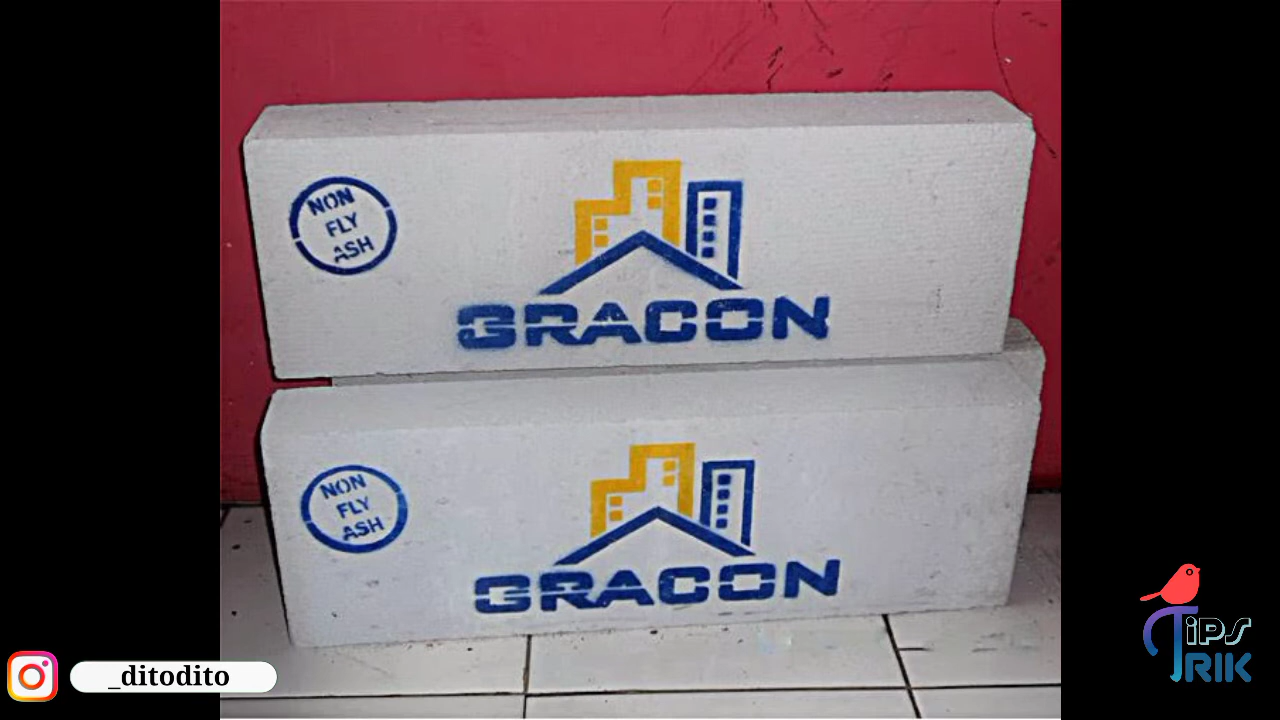 NON
FLY
ASH
GRACON
NON
FLY
ASH
GRACON
_ditodito
TiPS
TRIK